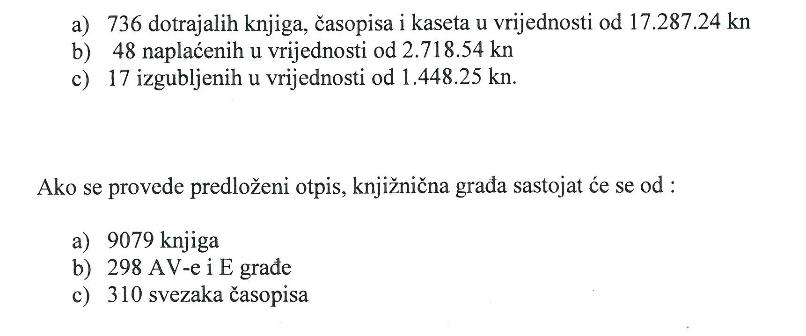 a) 736 dotrajalih knjiga, časopisa i kaseta u vrijednosti od 17.287.24 kn
b) 48 naplaćenih u vrijednosti od 2.718.54 kn
c) 17 izgubljenih u vrijednosti od 1.448.25 kn.
Ako se provede predloženi otpis, knjižnična građa sastojat će se od :
a) 9079 knjiga
b) 298 AV-e i E građe
c) 310 svezaka časopisa